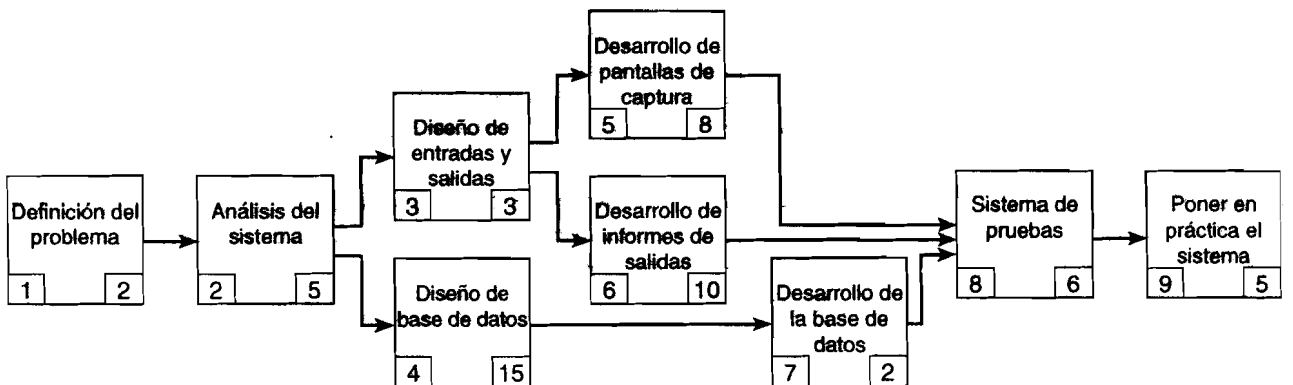 Definición del
problema
1 2
Análisis del
sistema
2 5
Diseño de
entradas y
salidas
3 3
Diseño de
base de datos
4 15
Desarrollo de
pantallas de
captura
5 8
Desarrollo de
informes de
salidas
6 10
Desarrollo de
la base de
datos
7 2
Sistema de
pruebas
8 6
Poner en
práctica el
sistema
9 5